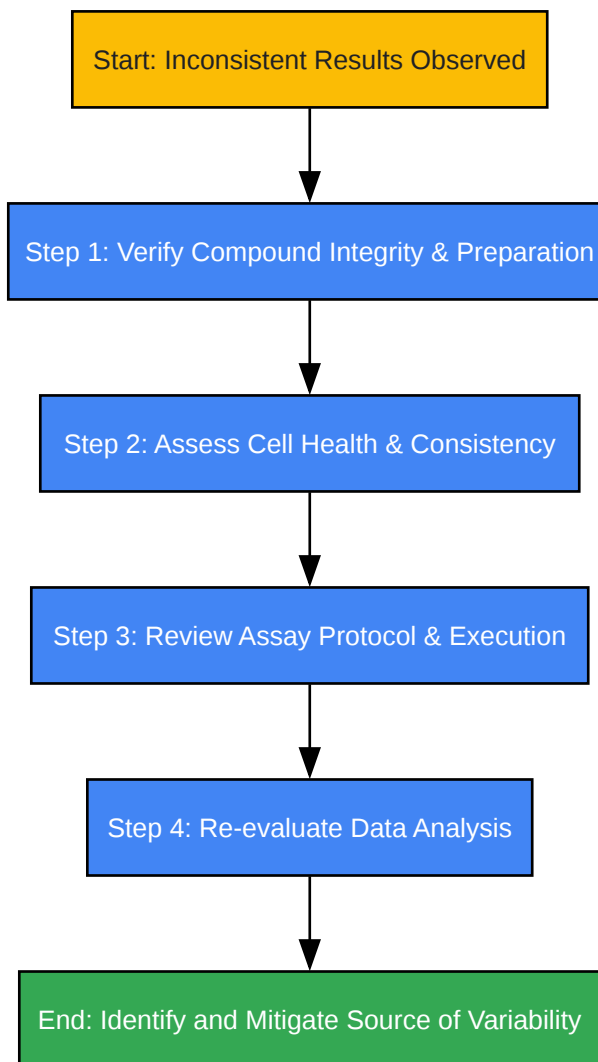 Start: Inconsistent Results Observed
Step 1: Verify Compound Integrity & Preparation
Step 2: Assess Cell Health & Consistency
Step 3: Review Assay Protocol & Execution
Step 4: Re-evaluate Data Analysis
End: Identify and Mitigate Source of Variability